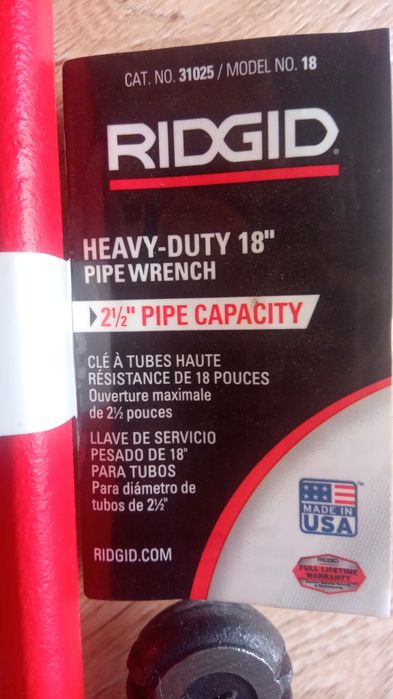 CAT. NO. 31025 / MODEL NO. 18
RIDGID®
HEAVY-DUTY 18"
PIPE WRENCH
2½" PIPE CAPACITY
CLÉ À TUBES HAUTE
RÉSISTANCE DE 18 POUCES
Ouverture maximale
de 2½ pouces
LLAVE DE SERVICIO
PESADO DE 18"
PARA TUBOS
Para diámetro de
tubos de 2½"
MADE IN
USA™
RIDGID.COM
RIDGID
FULL LIFETIME
WARRANTY